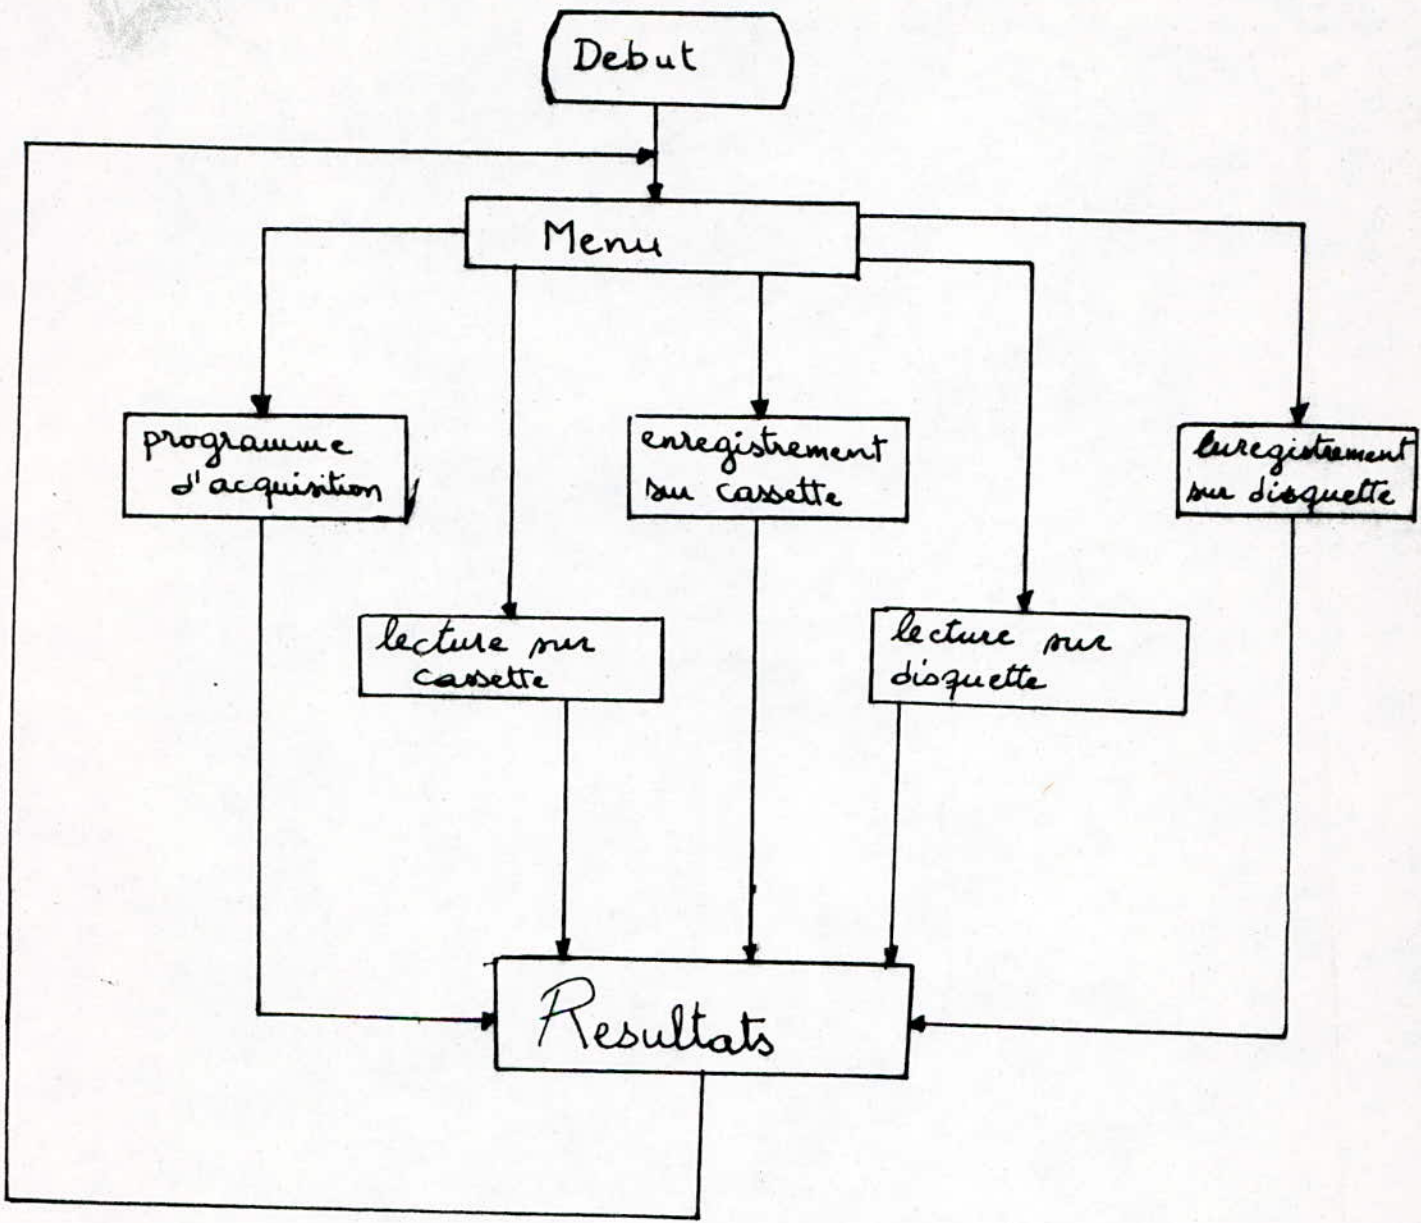 Debut
Menu
programme
d'acquisition
enregistrement
sur cassette
enregistrement
sur disquette
lecture sur
cassette
lecture sur
disquette
Resultats